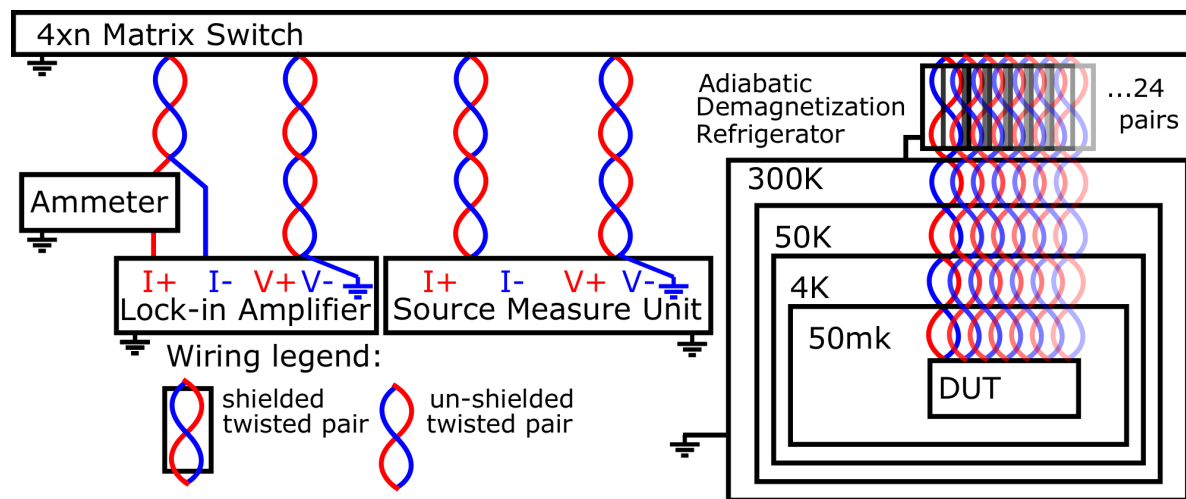 4xn Matrix Switch
Adiabatic
Demagnetization
Refrigerator
...24
pairs
Ammeter
300K
50K
4K
50mk
DUT
I+ I- V+ V-
Lock-in Amplifier
I+ I- V+ V-
Source Measure Unit
Wiring legend:
shielded
twisted pair
un-shielded
twisted pair